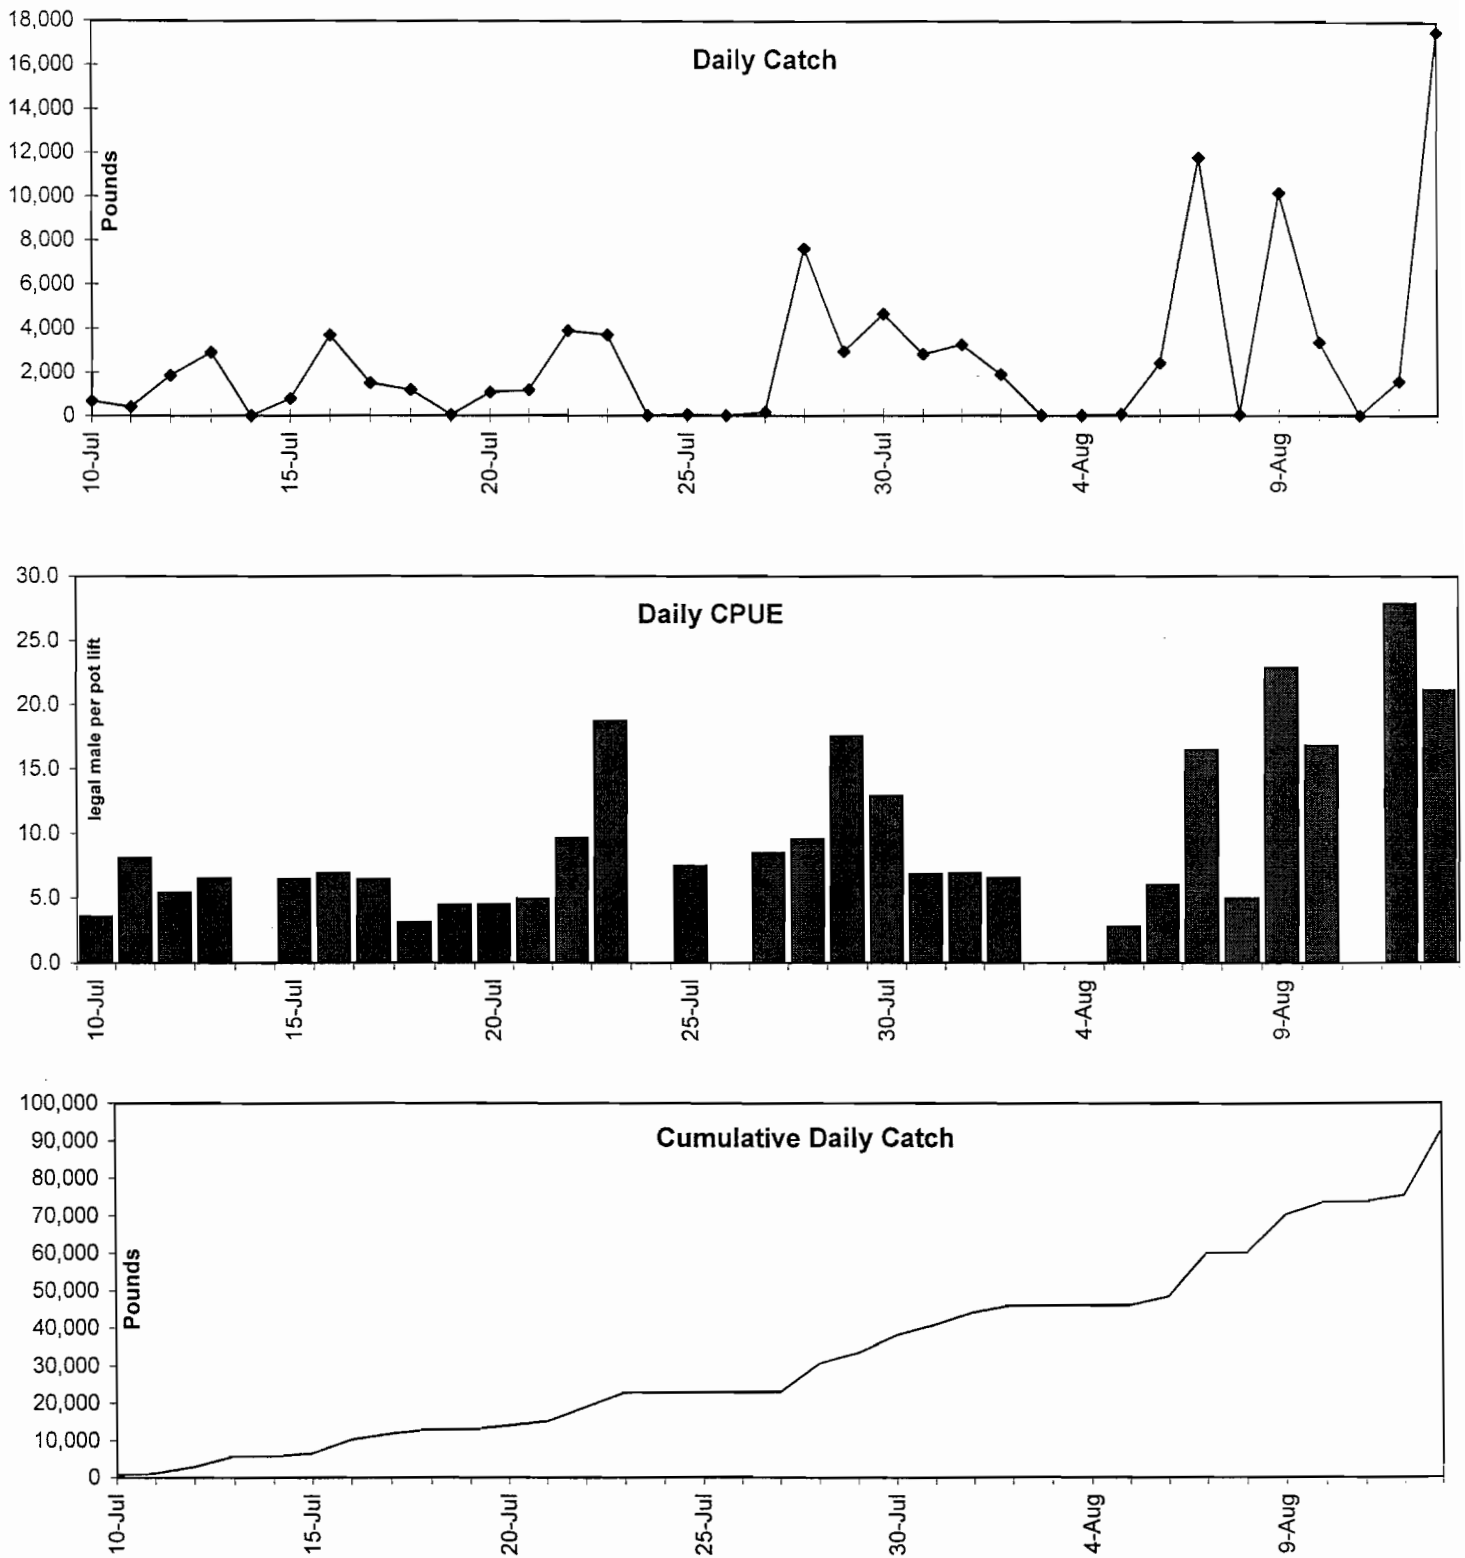 Daily Catch
Pounds
18,000
16,000
14,000
12,000
10,000
8,000
6,000
4,000
2,000
0
10-Jul
15-Jul
20-Jul
25-Jul
30-Jul
4-Aug
9-Aug
Daily CPUE
legal male per pot lift
30.0
25.0
20.0
15.0
10.0
5.0
0.0
10-Jul
15-Jul
20-Jul
25-Jul
30-Jul
4-Aug
9-Aug
Cumulative Daily Catch
Pounds
100,000
90,000
80,000
70,000
60,000
50,000
40,000
30,000
20,000
10,000
0
10-Jul
15-Jul
20-Jul
25-Jul
30-Jul
4-Aug
9-Aug